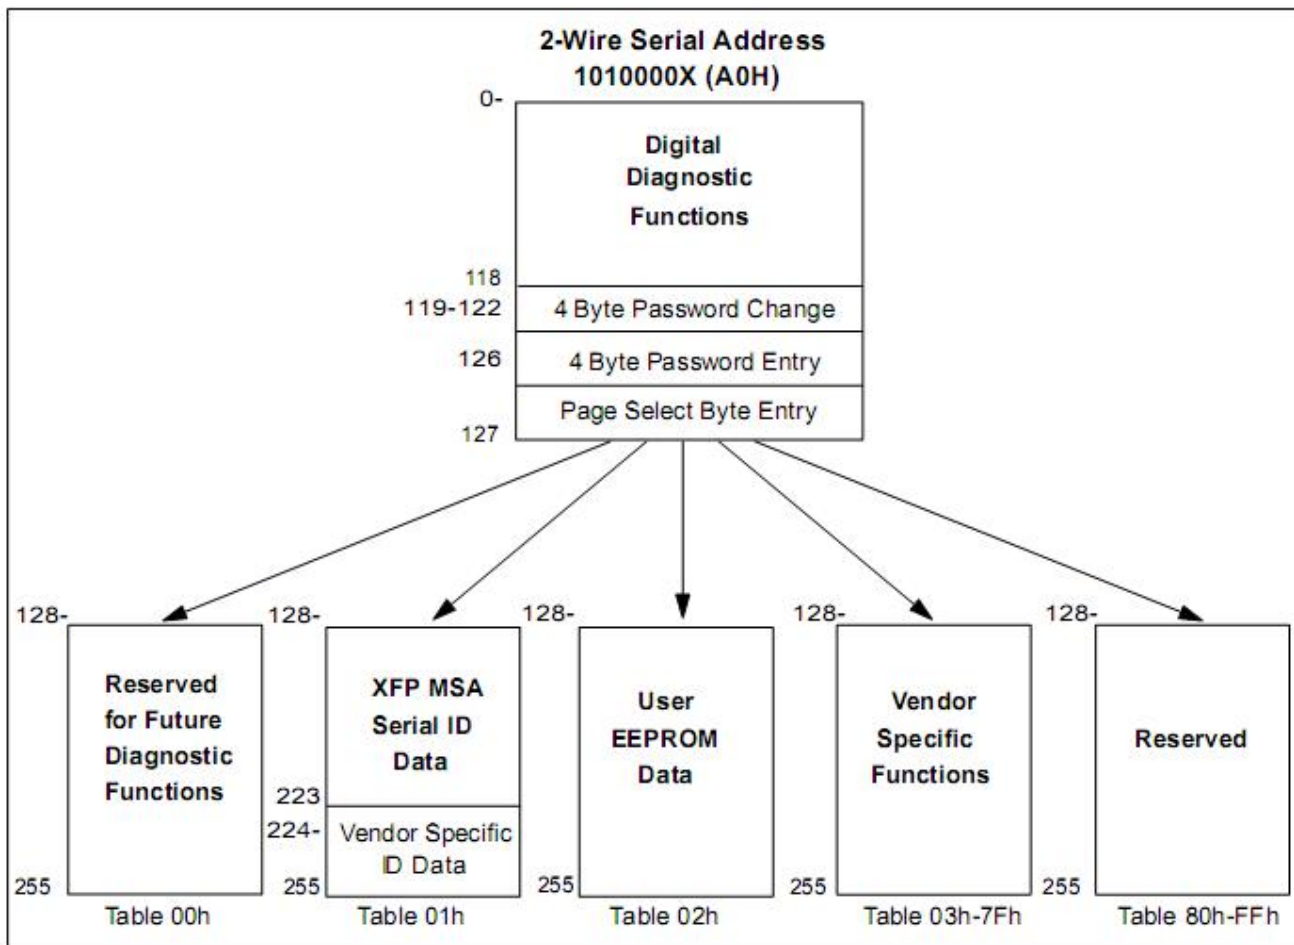 2-Wire Serial Address
1010000X (A0H)
0-
Digital
Diagnostic
Functions
118
119-122
4 Byte Password Change
126
4 Byte Password Entry
Page Select Byte Entry
127
128-
Reserved
for Future
Diagnostic
Functions
255
Table 00h
128-
XFP MSA
Serial ID
Data
223
224-
Vendor Specific
ID Data
255
Table 01h
128-
User
EEPROM
Data
255
Table 02h
128-
Vendor
Specific
Functions
255
Table 03h-7Fh
128-
Reserved
255
Table 80h-FFh